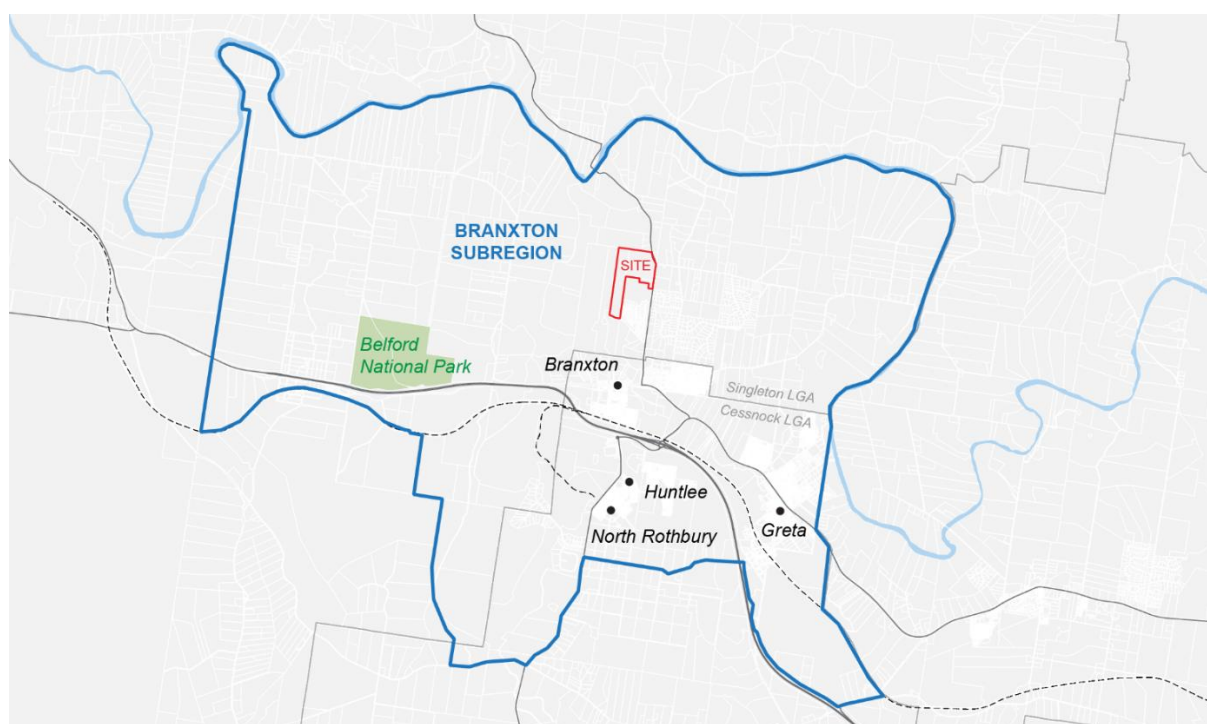 BRANXTON
SUBREGION
SITE
Belford
National Park
Branxton
Singleton LGA
Cessnock LGA
Huntlee
North Rothbury
Greta